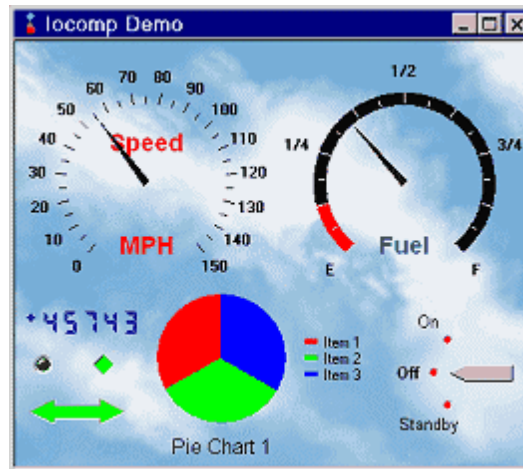 Iocomp Demo
Speed
MPH
0
10
20
30
40
50
60
70
80
90
100
110
120
130
140
150
Fuel
E
1/4
1/2
3/4
F
+45743
Item 1
Item 2
Item 3
Pie Chart 1
On
Off
Standby